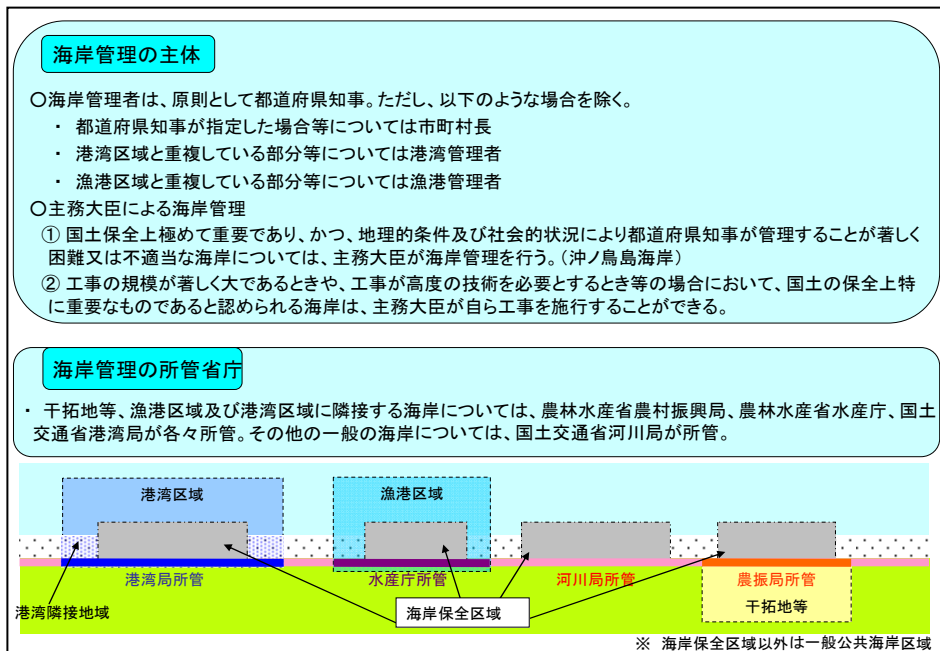 海岸管理の主体
○海岸管理者は、原則として都道府県知事。ただし、以下のような場合を除く。
・ 都道府県知事が指定した場合等については市町村長
・ 港湾区域と重複している部分等については港湾管理者
・ 漁港区域と重複している部分等については漁港管理者
○主務大臣による海岸管理
① 国土保全上極めて重要であり、かつ、地理的条件及び社会的状況により都道府県知事が管理することが著しく
困難又は不適当な海岸については、主務大臣が海岸管理を行う。（沖ノ鳥島海岸）
② 工事の規模が著しく大であるときや、工事が高度の技術を必要とするとき等の場合において、国土の保全上特
に重要なものであると認められる海岸は、主務大臣が自ら工事を施行することができる。
海岸管理の所管省庁
・ 干拓地等、漁港区域及び港湾区域に隣接する海岸については、農林水産省農村振興局、農林水産省水産庁、国土
交通省港湾局が各々所管。その他の一般の海岸については、国土交通省河川局が所管。
港湾区域
漁港区域
港湾局所管
水産庁所管
河川局所管
農振局所管
港湾隣接地域
海岸保全区域
干拓地等
※ 海岸保全区域以外は一般公共海岸区域